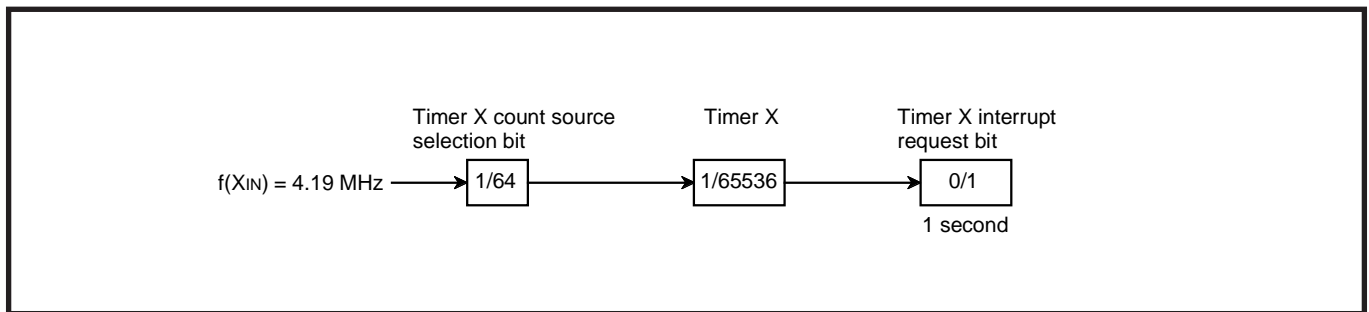 Timer X count source
selection bit
Timer X
Timer X interrupt
request bit
f(XIN) = 4.19 MHz
1/64
1/65536
0/1
1 second